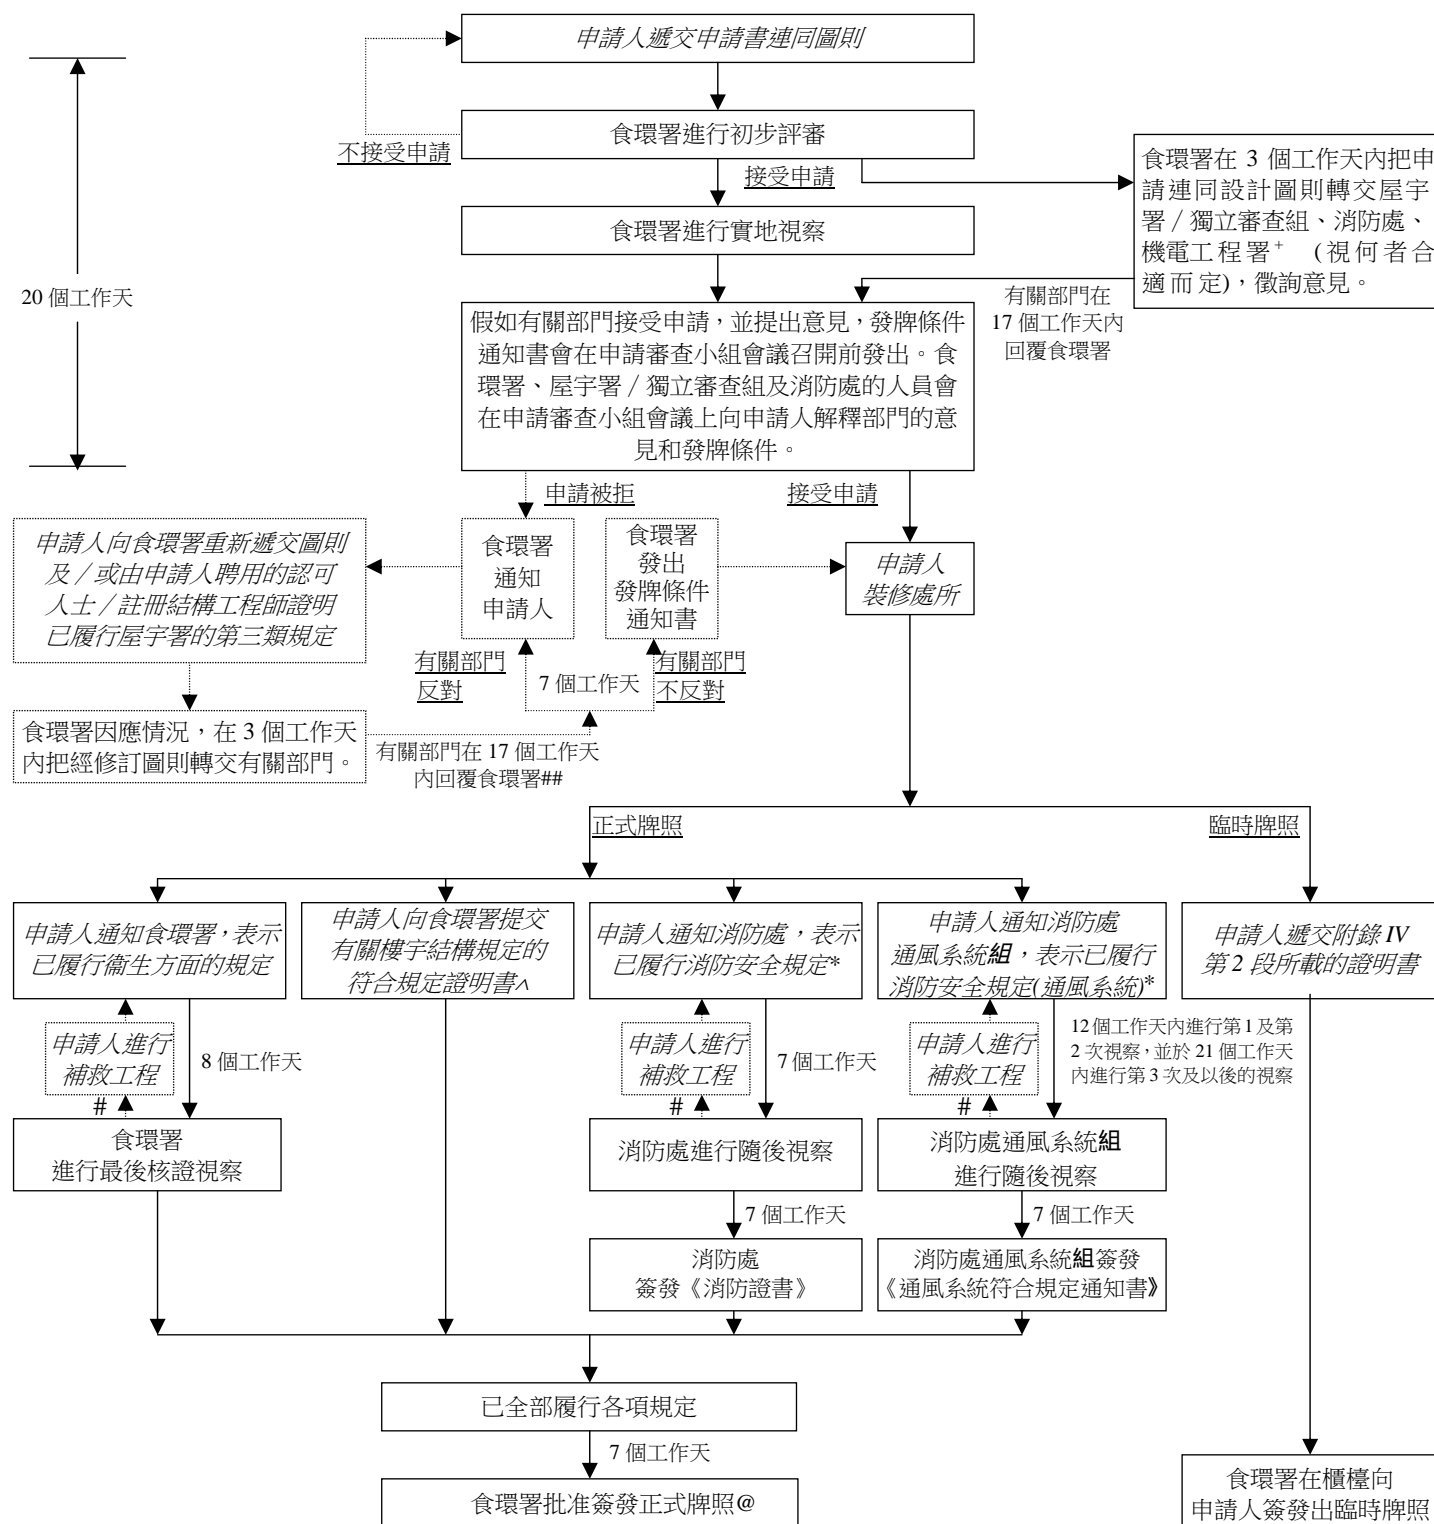 申請人遞交申請書連同圖則
食環署進行初步評審
不接受申請
接受申請
食環署在 3 個工作天內把申
請連同設計圖則轉交屋宇
署／獨立審查組、消防處、
機電工程署+ (視何者合
適而定)，徵詢意見。
食環署進行實地視察
20 個工作天
有關部門在
17 個工作天內
回覆食環署
假如有關部門接受申請，並提出意見，發牌條件
通知書會在申請審查小組會議召開前發出。食
環署、屋宇署／獨立審查組及消防處的人員會
在申請審查小組會議上向申請人解釋部門的意
見和發牌條件。
申請被拒
接受申請
申請人向食環署重新遞交圖則
及／或由申請人聘用的認可
人士／註冊結構工程師證明
已履行屋宇署的第三類規定
食環署
通知
申請人
食環署
發出
發牌條件
通知書
申請人
裝修處所
有關部門
反對
7 個工作天
有關部門
不反對
食環署因應情況，在 3 個工作天
內把經修訂圖則轉交有關部門。
有關部門在 17 個工作天
內回覆食環署##
正式牌照
臨時牌照
申請人通知食環署，表示
已履行衞生方面的規定
申請人向食環署提交
有關樓宇結構規定的
符合規定證明書^
申請人通知消防處，表示
已履行消防安全規定*
申請人通知消防處
通風系統組，表示已履行
消防安全規定(通風系統)*
申請人遞交附錄 IV
第 2 段所載的證明書
申請人進行
補救工程
8 個工作天
申請人進行
補救工程
7 個工作天
申請人進行
補救工程
12 個工作天內進行第 1 及第
2 次視察，並於 21 個工作天
內進行第 3 次及以後的視察
#
#
#
食環署
進行最後核證視察
消防處進行隨後視察
消防處通風系統組
進行隨後視察
7 個工作天
7 個工作天
消防處
簽發《消防證書》
消防處通風系統組簽發
《通風系統符合規定通知書》
已全部履行各項規定
7 個工作天
食環署批准簽發正式牌照@
食環署在櫃檯向
申請人簽發出臨時牌照